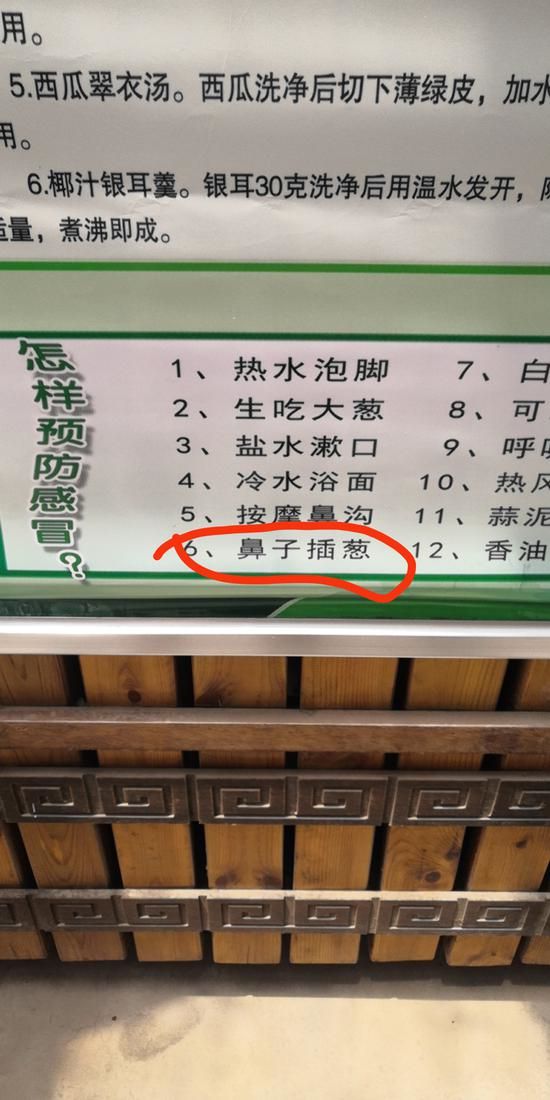 用。
5.西瓜翠衣汤。西瓜洗净后切下薄绿皮，加水
用。
6.椰汁银耳羹。银耳30克洗净后用温水发开，除
适量，煮沸即成。
怎样预防感冒？
1、热水泡脚 7、白
2、生吃大葱 8、可
3、盐水漱口 9、呼吸
4、冷水浴面 10、热风
5、按摩鼻沟 11、蒜泥
6、鼻子插葱 12、香油